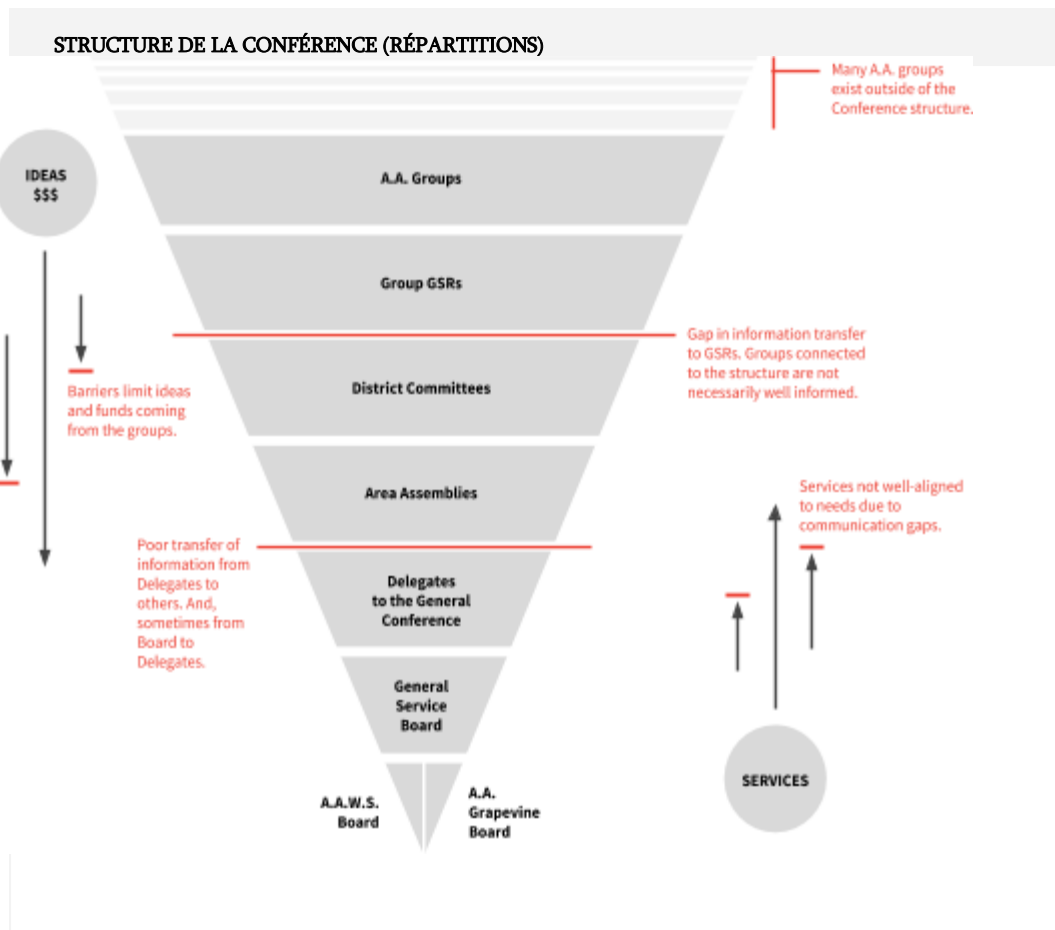 STRUCTURE DE LA CONFÉRENCE (RÉPARTITIONS)
Many A.A. groups
exist outside of the
Conference structure.
IDEAS
$$$
A.A. Groups
Group GSRs
Gap in information transfer
to GSRs. Groups connected
to the structure are not
necessarily well informed.
District Committees
Barriers limit ideas
and funds coming
from the groups.
Area Assemblies
Services not well-aligned
to needs due to
communication gaps.
Poor transfer of
information from
Delegates to
others. And,
sometimes from
Board to
Delegates.
Delegates
to the General
Conference
General
Service
Board
SERVICES
A.A.W.S.
Board
A.A.
Grapevine
Board